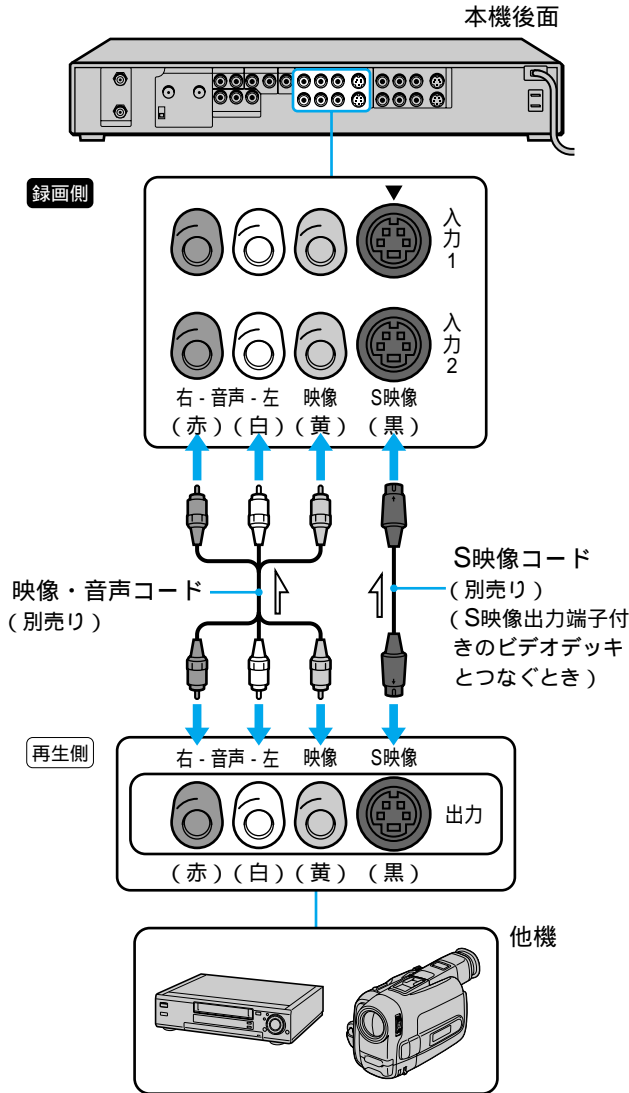 本機後面
録画側
入力1
入力2
右 - 音声 - 左　映像　S映像
（赤）（白）（黄）（黒）
映像・音声コード
（別売り）
S映像コード
（別売り）
（S映像出力端子付
きのビデオデッキ
とつなぐとき）
再生側
右 - 音声 - 左　映像　S映像
出力
（赤）（白）（黄）（黒）
他機